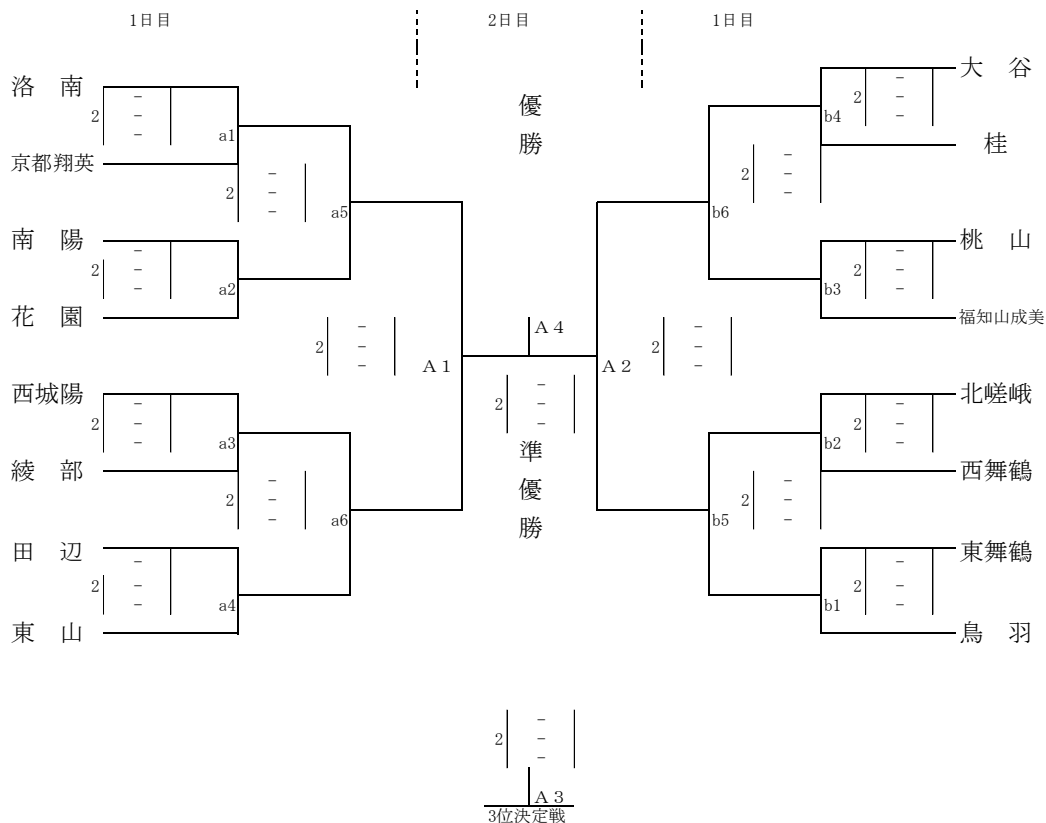 1日目
2日目
1日目
優勝
洛　南
2
-
-
-
a1
京都翔英
2
-
-
-
a5
南　陽
2
-
-
-
a2
花　園
2
-
-
-
A１
西城陽
2
-
-
-
a3
綾　部
2
-
-
-
a6
田　辺
2
-
-
-
a4
東　山
A４
2
-
-
-
準優勝
大　谷
2
-
-
-
b4
桂
2
-
-
-
b6
桃　山
2
-
-
-
b3
福知山成美
2
-
-
-
A２
北嵯峨
2
-
-
-
b2
西舞鶴
2
-
-
-
b5
東舞鶴
2
-
-
-
b1
鳥　羽
2
-
-
-
A３
3位決定戦